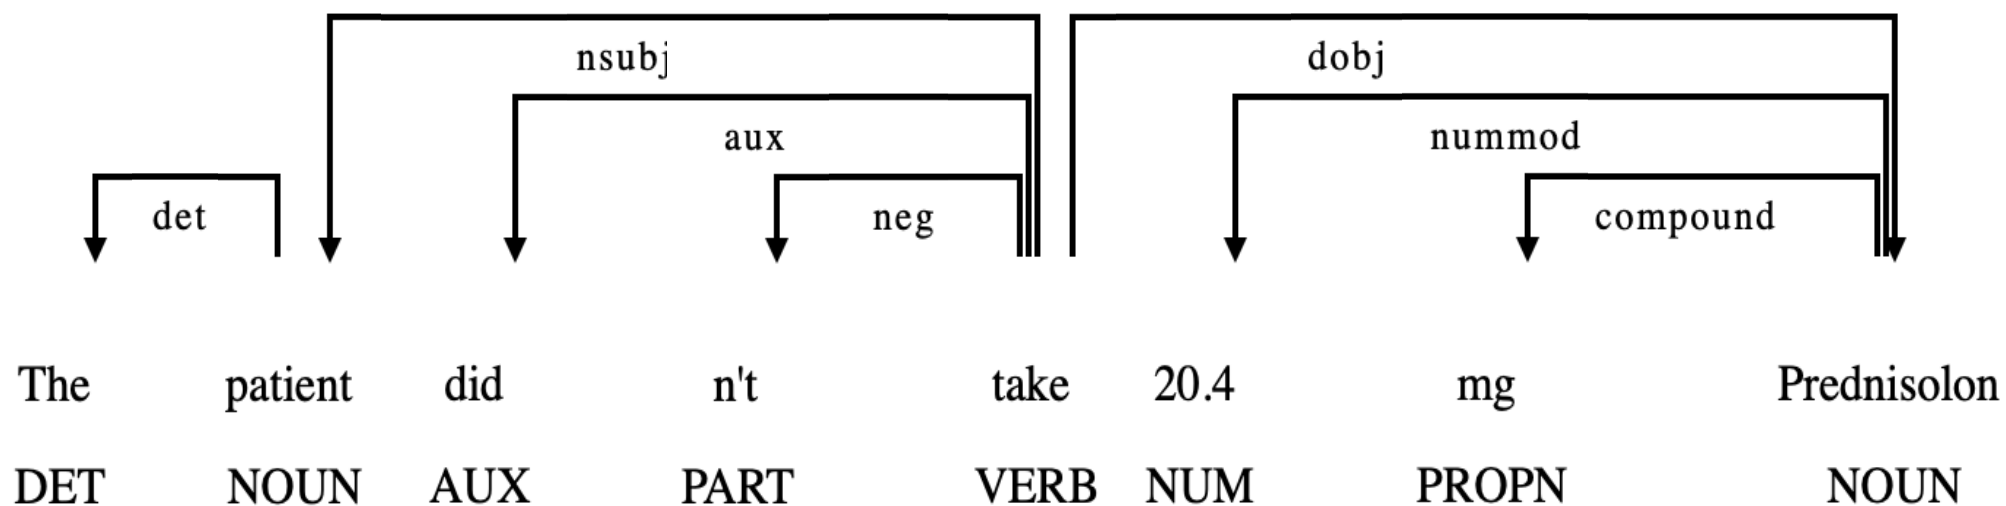 nsubj dobj
aux nummod
det neg compound
The patient did n't take 20.4 mg Prednisolon
DET NOUN AUX PART VERB NUM PROPN NOUN